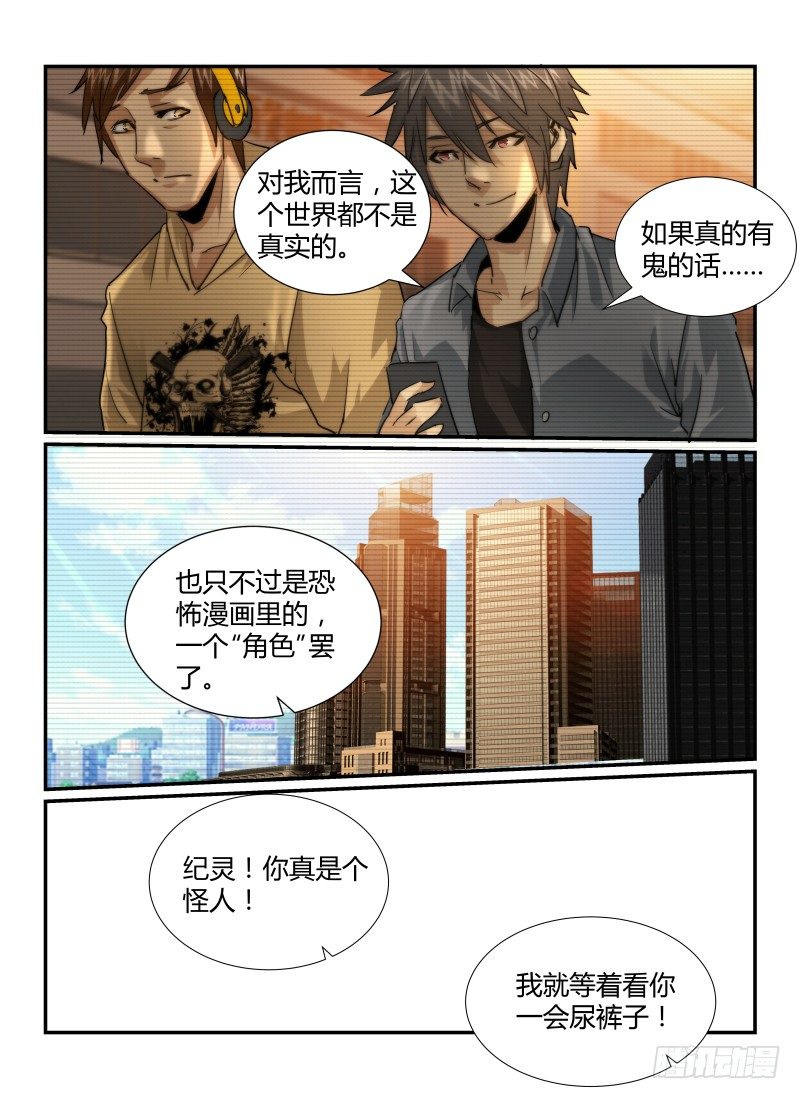 对我而言，这
个世界都不是
真实的。
如果真的有
鬼的话……
也只不过是恐
怖漫画里的，
一个“角色”罢
了。
纪灵！你真是个
怪人！
我就等着看你
一会尿裤子！
腾讯动漫